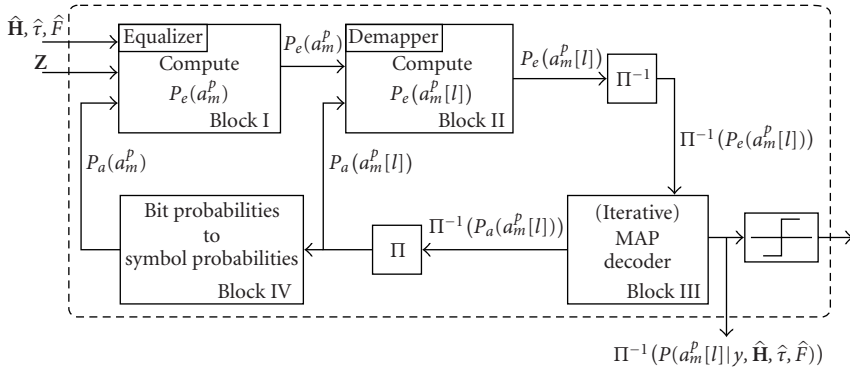 Ĥ, τ̂, F̂
Z
Equalizer
Compute
P_e(a_m^p)
Block I
P_e(a_m^p)
Demapper
Compute
P_e(a_m^p[l])
Block II
P_e(a_m^p[l])
Π^{-1}
Π^{-1}(P_e(a_m^p[l]))
P_a(a_m^p)
P_a(a_m^p[l])
Bit probabilities
to
symbol probabilities
Block IV
Π
Π^{-1}(P_a(a_m^p[l]))
(Iterative)
MAP
decoder
Block III
Π^{-1}(P(a_m^p[l]|y, Ĥ, τ̂, F̂))